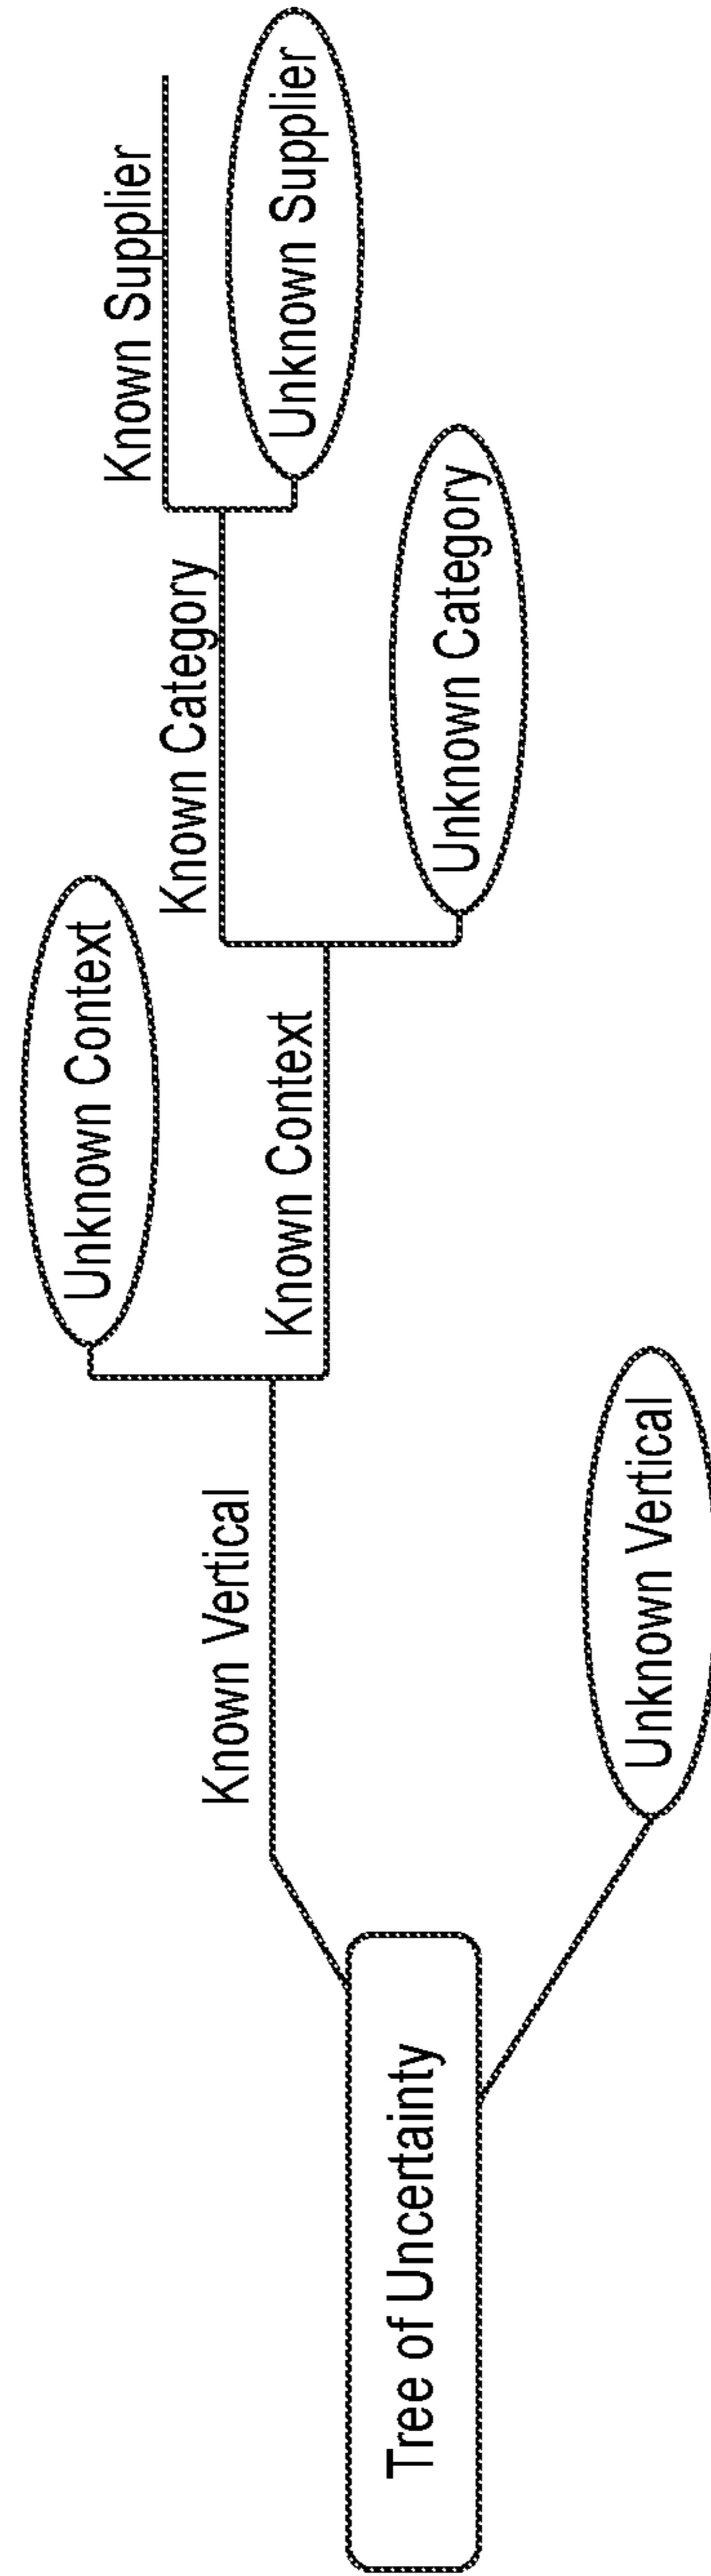 Tree of Uncertainty
Known Vertical
Unknown Vertical
Unknown Context
Known Context
Known Category
Unknown Category
Known Supplier
Unknown Supplier